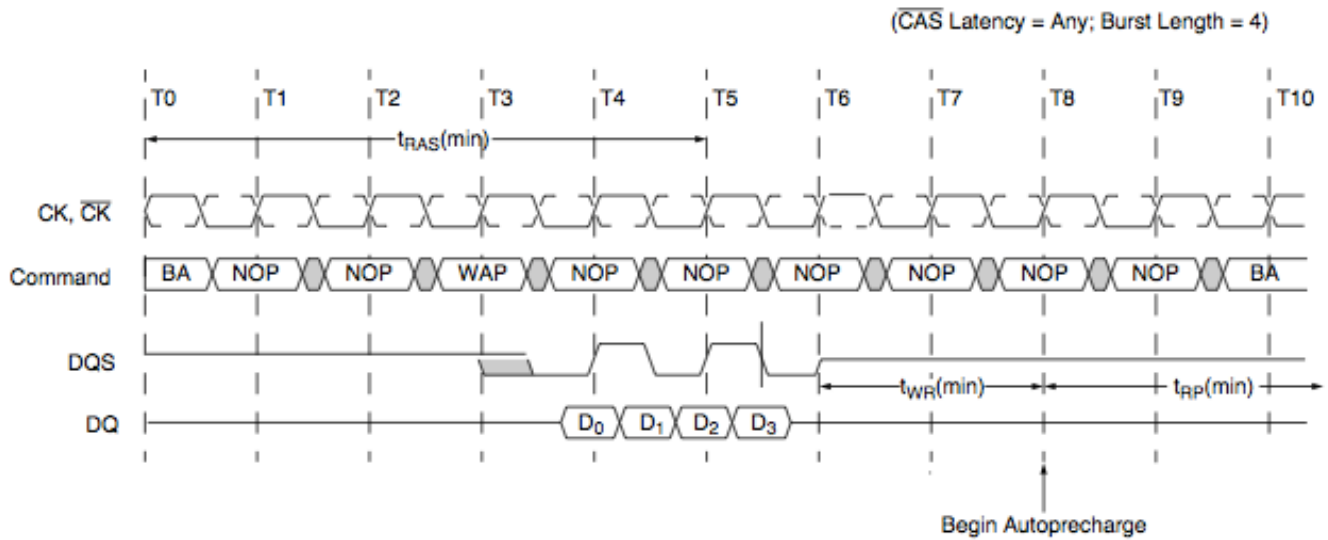 (C̅A̅S̅ Latency = Any; Burst Length = 4)
T0 T1 T2 T3 T4 T5 T6 T7 T8 T9 T10
tRAS(min)
CK, C̅K̅
Command BA NOP NOP WAP NOP NOP NOP NOP NOP NOP BA
DQS
tWR(min) tRP(min)
DQ D0 D1 D2 D3
Begin Autoprecharge